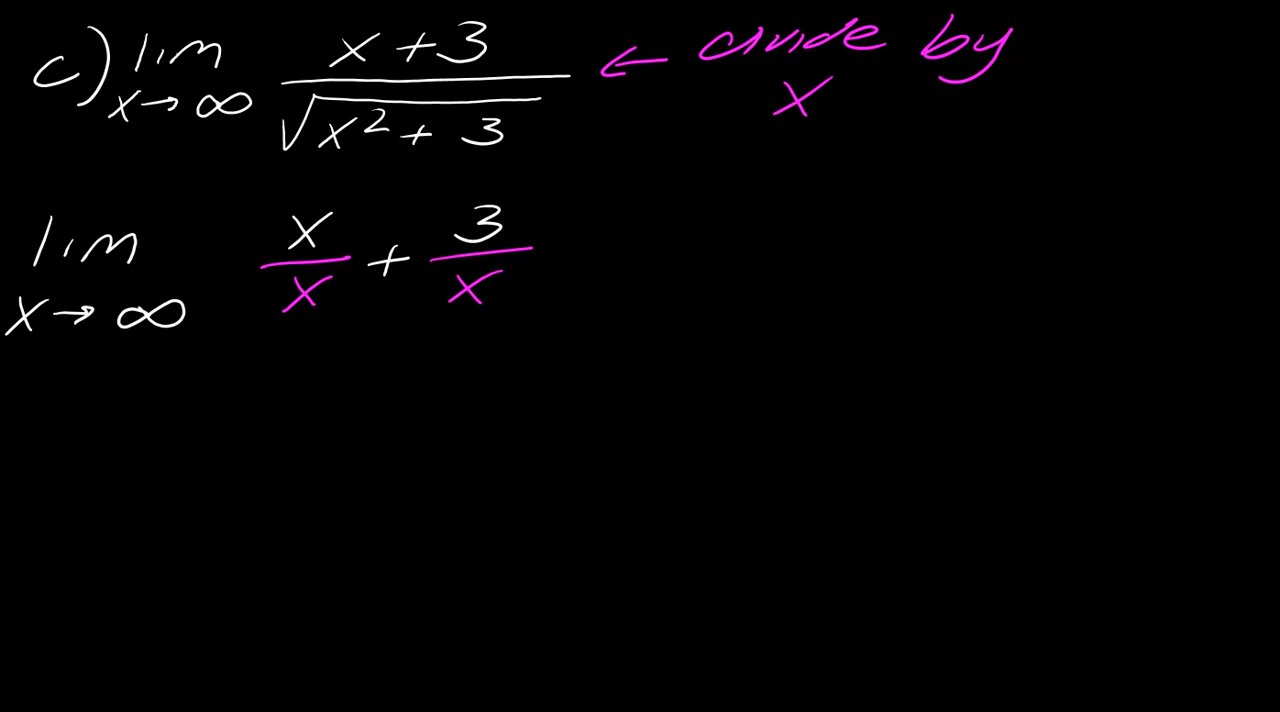 c) lim x→∞ (x + 3)/√(x² + 3) ← divide by x
lim x→∞ x/x + 3/x